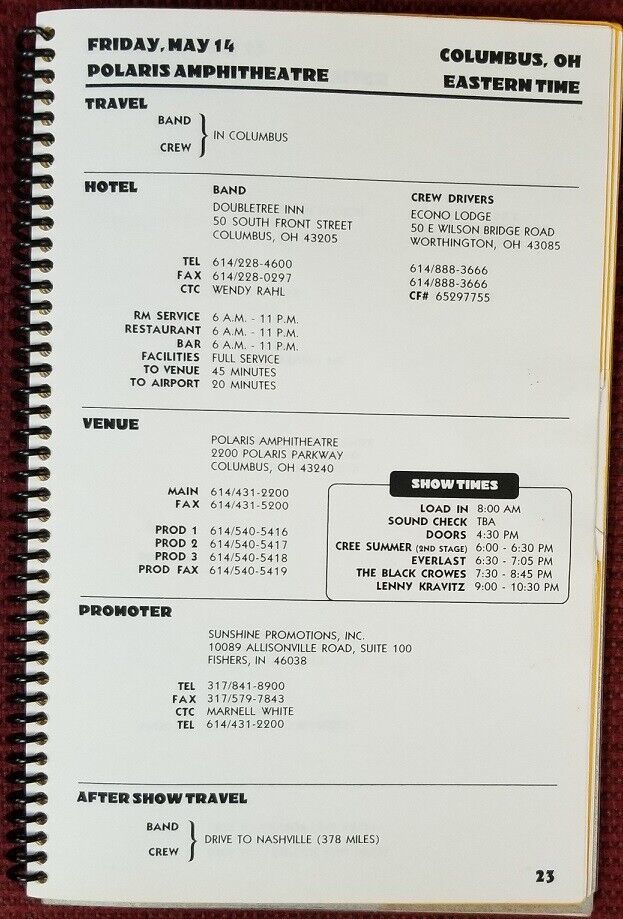 FRIDAY, MAY 14
COLUMBUS, OH
POLARIS AMPHITHEATRE
EASTERN TIME
TRAVEL
BAND
CREW
IN COLUMBUS
HOTEL
BAND
DOUBLETREE INN
50 SOUTH FRONT STREET
COLUMBUS, OH 43205
CREW DRIVERS
ECONO LODGE
50 E WILSON BRIDGE ROAD
WORTHINGTON, OH 43085
TEL 614/228-4600
FAX 614/228-0297
CTC WENDY RAHL
614/888-3666
614/888-3666
CF# 65297755
RM SERVICE 6 A.M. - 11 P.M.
RESTAURANT 6 A.M. - 11 P.M.
BAR 6 A.M. - 11 P.M.
FACILITIES FULL SERVICE
TO VENUE 45 MINUTES
TO AIRPORT 20 MINUTES
VENUE
POLARIS AMPHITHEATRE
2200 POLARIS PARKWAY
COLUMBUS, OH 43240
MAIN 614/431-2200
FAX 614/431-5200
PROD 1 614/540-5416
PROD 2 614/540-5417
PROD 3 614/540-5418
PROD FAX 614/540-5419
SHOW TIMES
LOAD IN 8:00 AM
SOUND CHECK TBA
DOORS 4:30 PM
CREE SUMMER (2ND STAGE) 6:00 - 6:30 PM
EVERLAST 6:30 - 7:05 PM
THE BLACK CROWES 7:30 - 8:45 PM
LENNY KRAVITZ 9:00 - 10:30 PM
PROMOTER
SUNSHINE PROMOTIONS, INC.
10089 ALLISONVILLE ROAD, SUITE 100
FISHERS, IN 46038
TEL 317/841-8900
FAX 317/579-7843
CTC MARNELL WHITE
TEL 614/431-2200
AFTER SHOW TRAVEL
BAND
CREW
DRIVE TO NASHVILLE (378 MILES)
23